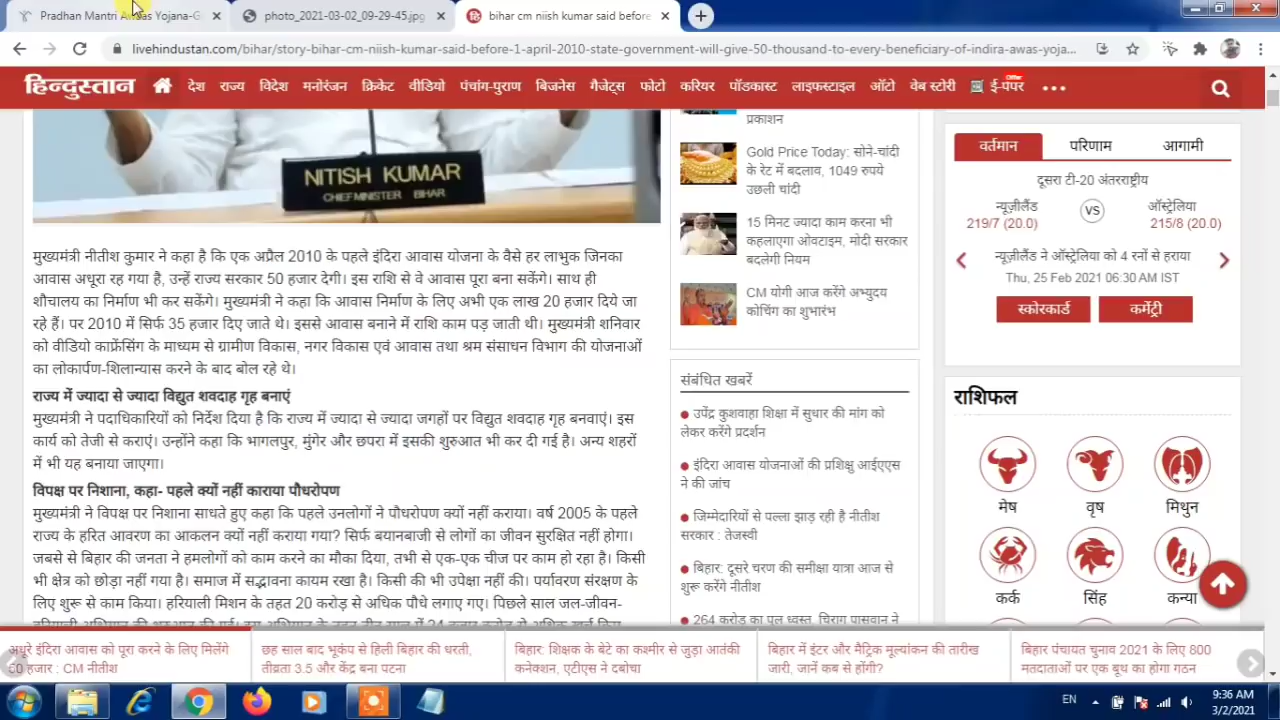 Pradhan Mantri Awas Yojana-G
photo_2021-03-02_09-29-45.jpg
bihar cm niish kumar said before
livehindustan.com/bihar/story-bihar-cm-niish-kumar-said-before-1-april-2010-state-government-will-give-50-thousand-to-every-beneficiary-of-indira-awas-yoja...
हिन्दुस्तान देश राज्य विदेश मनोरंजन क्रिकेट वीडियो पंचांग-पुराण बिजनेस गैजेट्स फोटो करियर पॉडकास्ट लाइफस्टाइल ऑटो वेब स्टोरी ई-पेपर
Offer
NITISH KUMAR
CHIEF MINISTER BIHAR
मुख्यमंत्री नीतीश कुमार ने कहा है कि एक अप्रैल 2010 के पहले इंदिरा आवास योजना के वैसे हर लाभुक जिनका
आवास अधूरा रह गया है, उन्हें राज्य सरकार 50 हजार देगी। इस राशि से वे आवास पूरा बना सकेंगे। साथ ही
शौचालय का निर्माण भी कर सकेंगे। मुख्यमंत्री ने कहा कि आवास निर्माण के लिए अभी एक लाख 20 हजार दिये जा
रहे हैं। पर 2010 में सिर्फ 35 हजार दिए जाते थे। इससे आवास बनाने में राशि काम पड़ जाती थी। मुख्यमंत्री शनिवार
को वीडियो काफ्रेंसिंग के माध्यम से ग्रामीण विकास, नगर विकास एवं आवास तथा श्रम संसाधन विभाग की योजनाओं
का लोकार्पण-शिलान्यास करने के बाद बोल रहे थे।
राज्य में ज्यादा से ज्यादा विद्युत शवदाह गृह बनाएं
मुख्यमंत्री ने पदाधिकारियों को निर्देश दिया है कि राज्य में ज्यादा से ज्यादा जगहों पर विद्युत शवदाह गृह बनवाएं। इस
कार्य को तेजी से कराएं। उन्होंने कहा कि भागलपुर, मुंगेर और छपरा में इसकी शुरुआत भी कर दी गई है। अन्य शहरों
में भी यह बनाया जाएगा।
विपक्ष पर निशाना, कहा- पहले क्यों नहीं काराया पौधरोपण
मुख्यमंत्री ने विपक्ष पर निशाना साधते हुए कहा कि पहले उनलोगों ने पौधरोपण क्यों नहीं कराया। वर्ष 2005 के पहले
राज्य के हरित आवरण का आकलन क्यों नहीं कराया गया? सिर्फ बयानबाजी से लोगों का जीवन सुरक्षित नहीं होगा।
जबसे से बिहार की जनता ने हमलोगों को काम करने का मौका दिया, तभी से एक-एक चीज पर काम हो रहा है। किसी
भी क्षेत्र को छोड़ा नहीं गया है। समाज में सद्भावना कायम रखा है। किसी की भी उपेक्षा नहीं की। पर्यावरण संरक्षण के
लिए शुरू से काम किया। हरियाली मिशन के तहत 20 करोड़ से अधिक पौधे लगाए गए। पिछले साल जल-जीवन-
प्रकाशन
Gold Price Today: सोने-चांदी
के रेट में बदलाव, 1049 रुपये
उछली चांदी
15 मिनट ज्यादा काम करना भी
कहलाएगा ओवटाइम, मोदी सरकार
बदलेगी नियम
CM योगी आज करेंगे अभ्युदय
कोचिंग का शुभारंभ
संबंधित खबरें
उपेंद्र कुशवाहा शिक्षा में सुधार की मांग को
लेकर करेंगे प्रदर्शन
इंदिरा आवास योजनाओं की प्रशिक्षु आईएएस
ने की जांच
जिम्मेदारियों से पल्ला झाड़ रही है नीतीश
सरकार : तेजस्वी
बिहार: दूसरे चरण की समीक्षा यात्रा आज से
शुरू करेंगे नीतीश
264 करोड़ का पुल ध्वस्त, चिराग पासवान ने
वर्तमान परिणाम आगामी
दूसरा टी-20 अंतरराष्ट्रीय
न्यूज़ीलैंड VS ऑस्ट्रेलिया
219/7 (20.0) 215/8 (20.0)
न्यूज़ीलैंड ने ऑस्ट्रेलिया को 4 रनों से हराया
Thu, 25 Feb 2021 06:30 AM IST
स्कोरकार्ड कमेंट्री
राशिफल
मेष वृष मिथुन
कर्क सिंह कन्या
अधूरे इंदिरा आवास को पूरा करने के लिए मिलेंगे
50 हजार : CM नीतीश
छह साल बाद भूकंप से हिली बिहार की धरती,
तीव्रता 3.5 और केंद्र बना पटना
बिहार: शिक्षक के बेटे का कश्मीर से जुड़ा आतंकी
कनेक्शन, एटीएस ने दबोचा
बिहार में इंटर और मैट्रिक मूल्यांकन की तारीख
जारी, जानें कब से होंगी?
बिहार पंचायत चुनाव 2021 के लिए 800
मतदाताओं पर एक बूथ का होगा गठन
EN
9:36 AM
3/2/2021